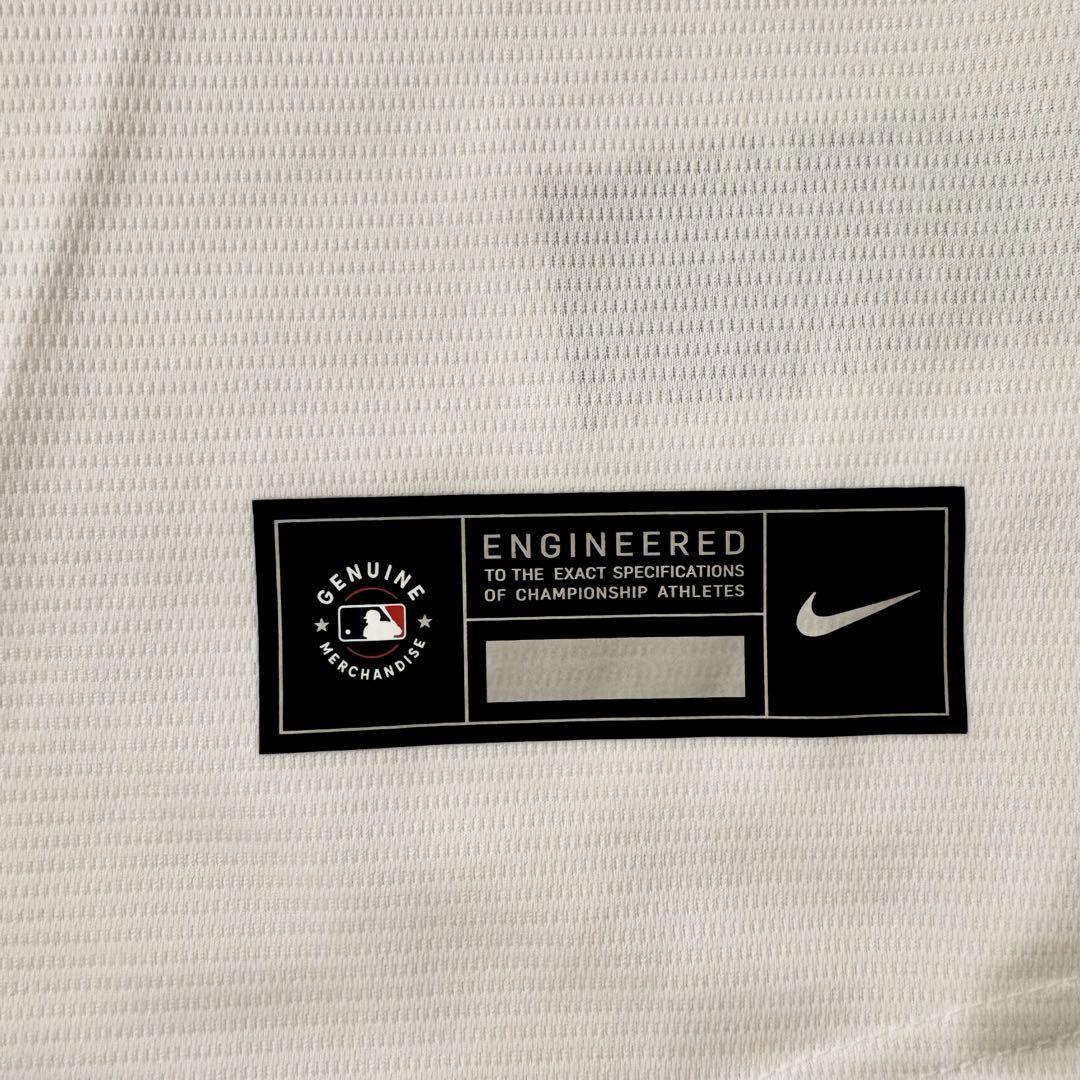 GENUINE
MERCHANDISE
ENGINEERED
TO THE EXACT SPECIFICATIONS
OF CHAMPIONSHIP ATHLETES